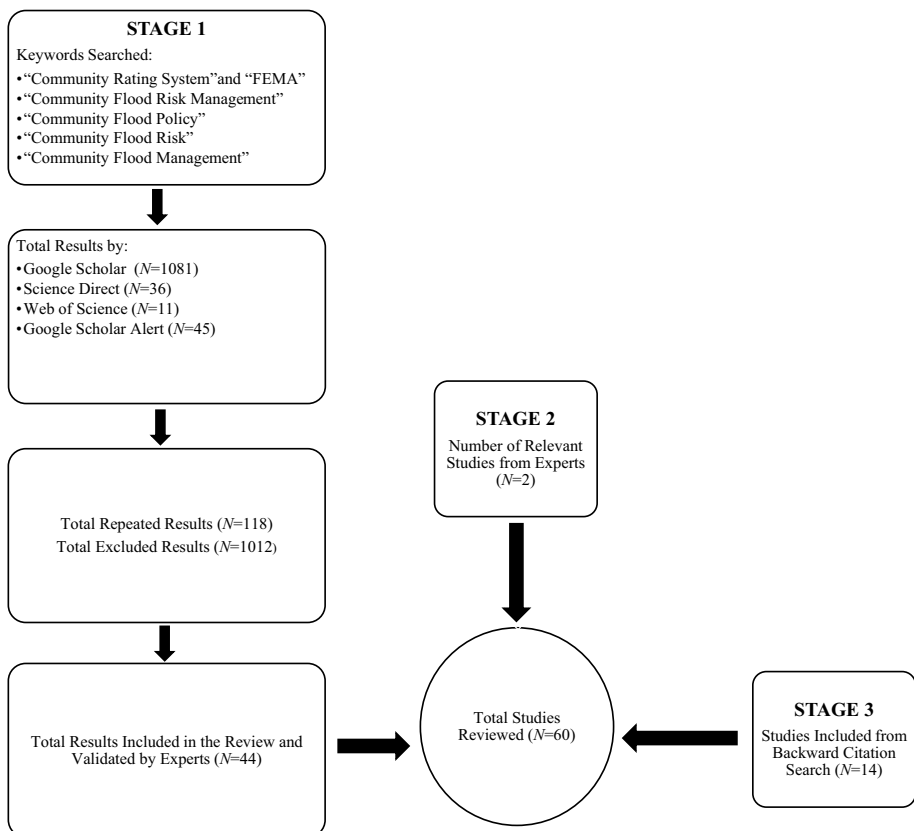 STAGE 1
Keywords Searched:
•“Community Rating System”and “FEMA”
•“Community Flood Risk Management”
•“Community Flood Policy”
•“Community Flood Risk”
•“Community Flood Management”
Total Results by:
•Google Scholar (N=1081)
•Science Direct (N=36)
•Web of Science (N=11)
•Google Scholar Alert (N=45)
Total Repeated Results (N=118)
Total Excluded Results (N=1012)
Total Results Included in the Review and
Validated by Experts (N=44)
STAGE 2
Number of Relevant
Studies from Experts
(N=2)
Total Studies
Reviewed (N=60)
STAGE 3
Studies Included from
Backward Citation
Search (N=14)